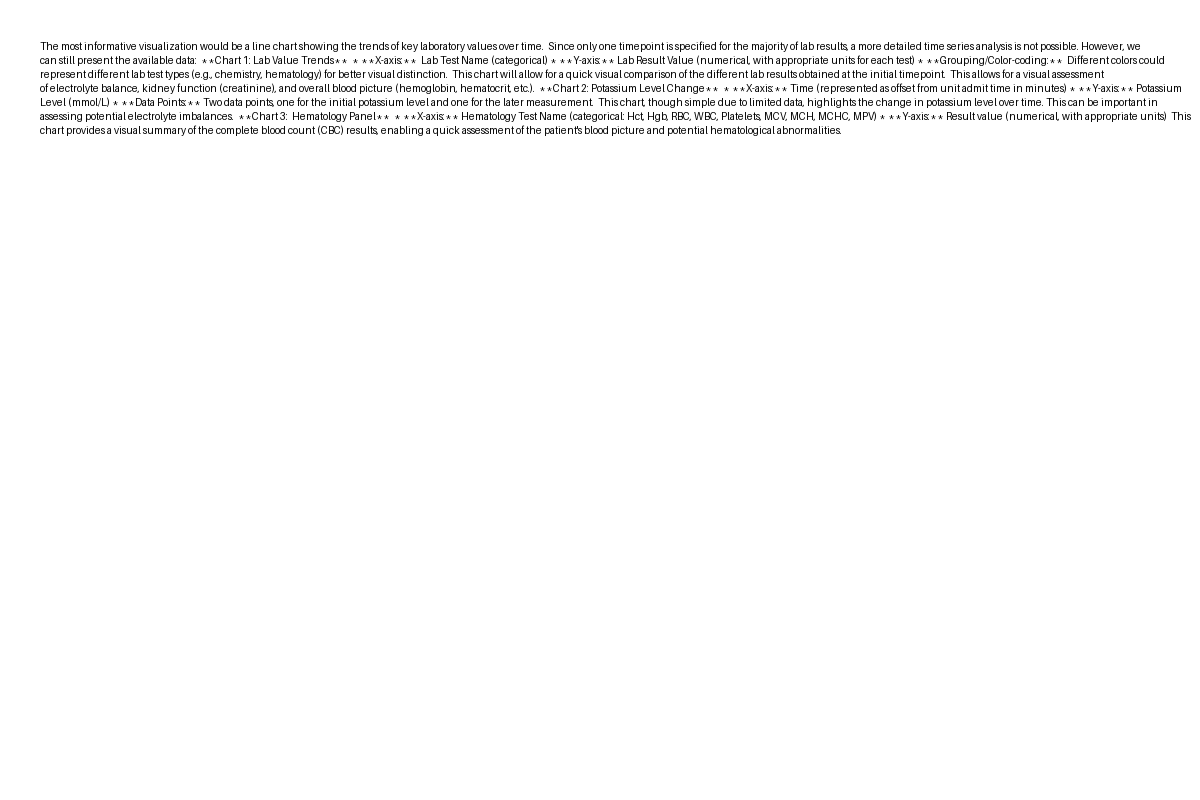 The most informative visualization would be a line chart showing the trends of key laboratory values over time.  Since only one timepoint is specified for the majority of lab results, a more detailed time series analysis is not possible. However, we
can still present the available data:  **Chart 1: Lab Value Trends**  * **X-axis:**  Lab Test Name (categorical) * **Y-axis:** Lab Result Value (numerical, with appropriate units for each test) * **Grouping/Color-coding:**  Different colors could
represent different lab test types (e.g., chemistry, hematology) for better visual distinction.  This chart will allow for a quick visual comparison of the different lab results obtained at the initial timepoint.  This allows for a visual assessment
of electrolyte balance, kidney function (creatinine), and overall blood picture (hemoglobin, hematocrit, etc.).  **Chart 2: Potassium Level Change**  * **X-axis:** Time (represented as offset from unit admit time in minutes) * **Y-axis:** Potassium
Level (mmol/L) * **Data Points:** Two data points, one for the initial potassium level and one for the later measurement.  This chart, though simple due to limited data, highlights the change in potassium level over time. This can be important in
assessing potential electrolyte imbalances.  **Chart 3:  Hematology Panel**  * **X-axis:** Hematology Test Name (categorical: Hct, Hgb, RBC, WBC, Platelets, MCV, MCH, MCHC, MPV) * **Y-axis:** Result value (numerical, with appropriate units)  This
chart provides a visual summary of the complete blood count (CBC) results, enabling a quick assessment of the patient's blood picture and potential hematological abnormalities.